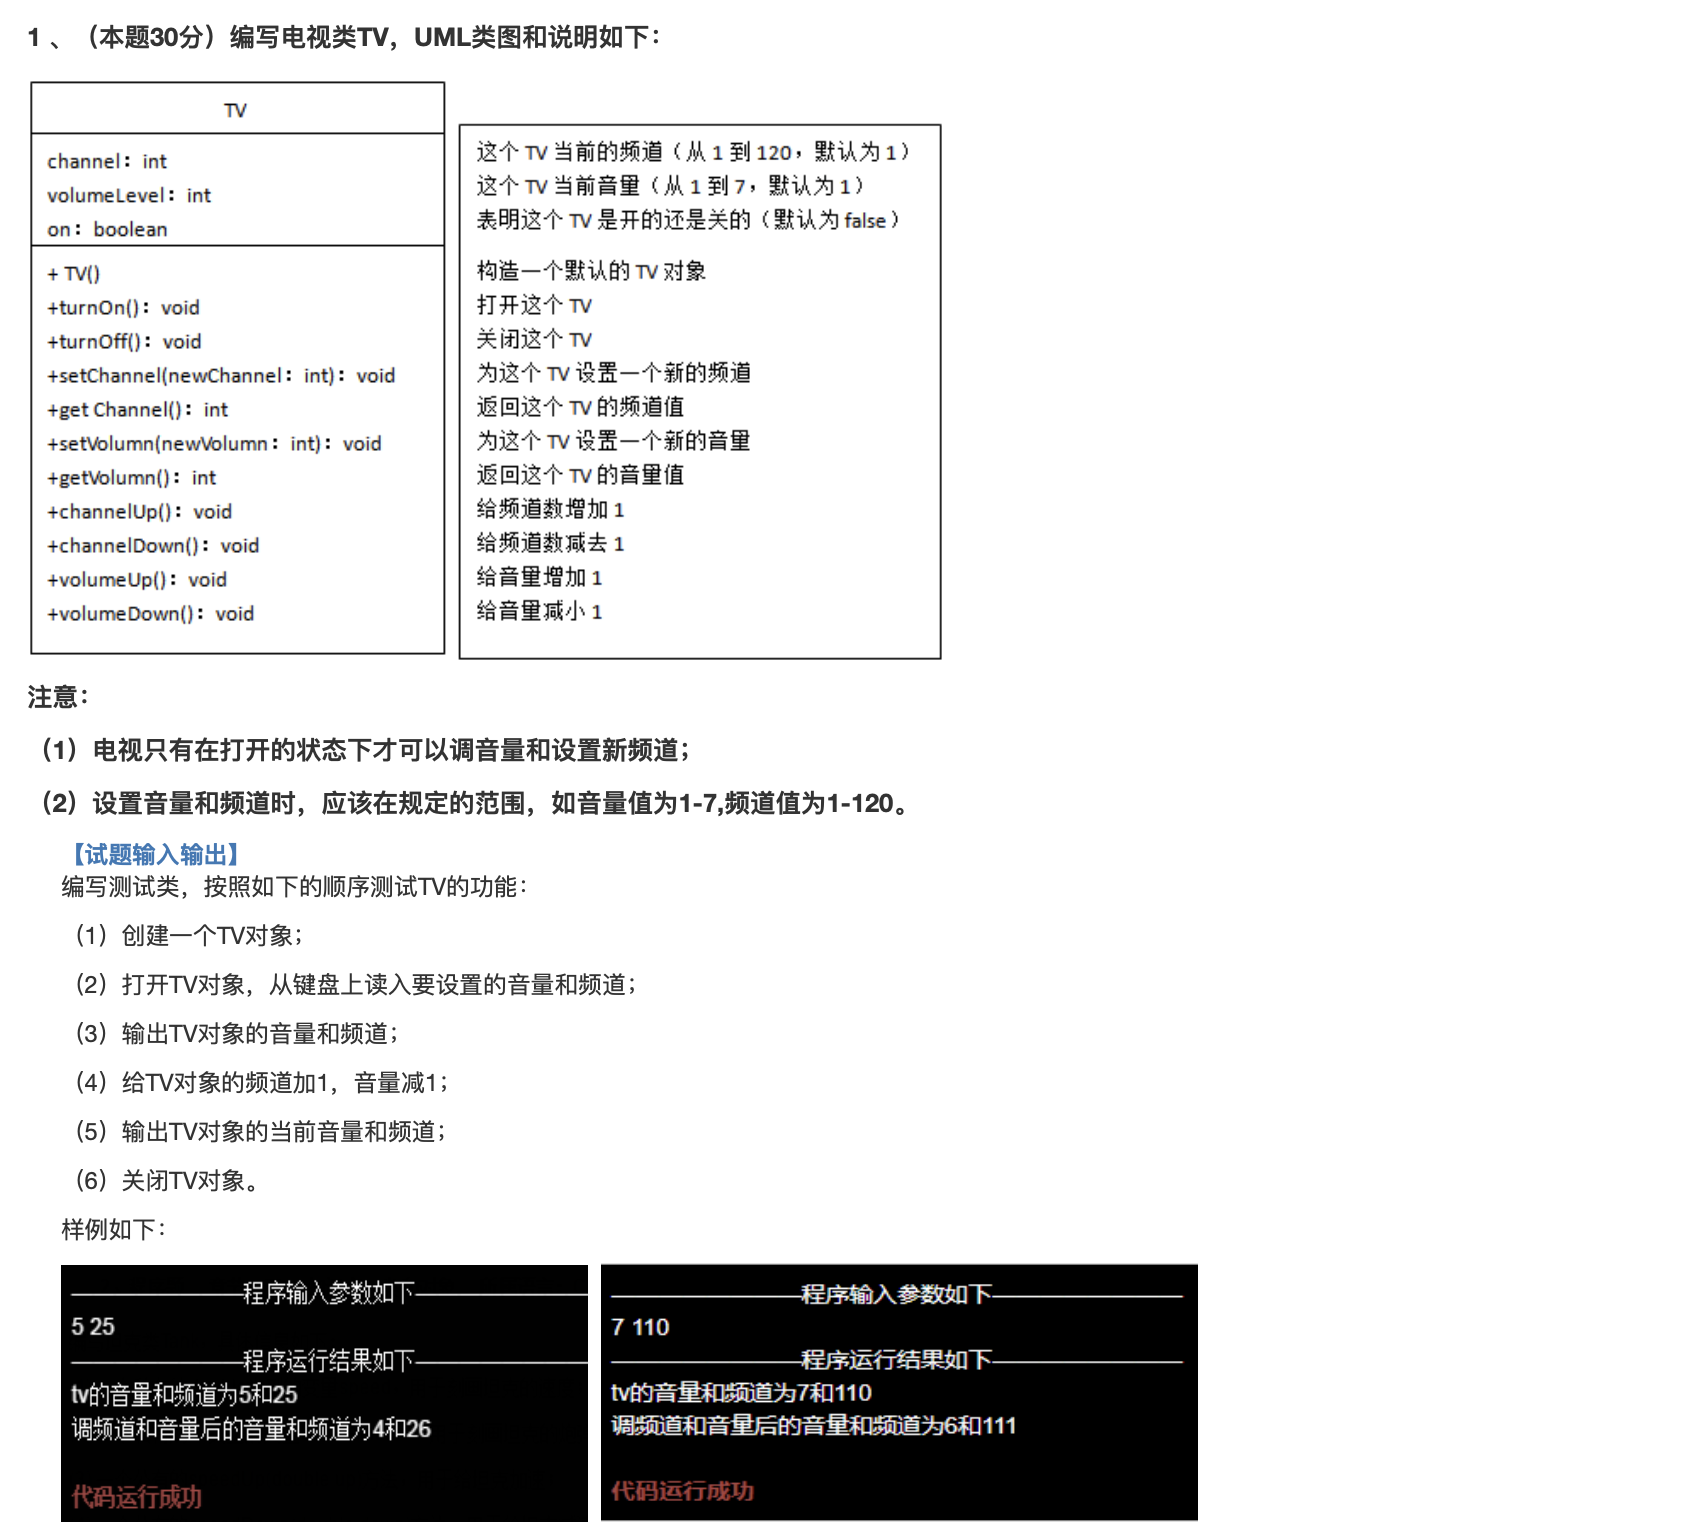 1 、（本题30分）编写电视类TV，UML类图和说明如下：
TV
channel：int
volumeLevel：int
on：boolean
+ TV()
+turnOn()：void
+turnOff()：void
+setChannel(newChannel：int)：void
+get Channel()：int
+setVolumn(newVolumn：int)：void
+getVolumn()：int
+channelUp()：void
+channelDown()：void
+volumeUp()：void
+volumeDown()：void
这个 TV 当前的频道（从 1 到 120，默认为 1）
这个 TV 当前音量（从 1 到 7，默认为 1）
表明这个 TV 是开的还是关的（默认为 false）
构造一个默认的 TV 对象
打开这个 TV
关闭这个 TV
为这个 TV 设置一个新的频道
返回这个 TV 的频道值
为这个 TV 设置一个新的音量
返回这个 TV 的音量值
给频道数增加 1
给频道数减去 1
给音量增加 1
给音量减小 1
注意：
（1）电视只有在打开的状态下才可以调音量和设置新频道；
（2）设置音量和频道时，应该在规定的范围，如音量值为1-7,频道值为1-120。
【试题输入输出】
编写测试类，按照如下的顺序测试TV的功能：
（1）创建一个TV对象；
（2）打开TV对象，从键盘上读入要设置的音量和频道；
（3）输出TV对象的音量和频道；
（4）给TV对象的频道加1，音量减1；
（5）输出TV对象的当前音量和频道；
（6）关闭TV对象。
样例如下：
————————程序输入参数如下————————
5 25
————————程序运行结果如下————————
tv的音量和频道为5和25
调频道和音量后的音量和频道为4和26
代码运行成功
————————程序输入参数如下————————
7 110
————————程序运行结果如下————————
tv的音量和频道为7和110
调频道和音量后的音量和频道为6和111
代码运行成功